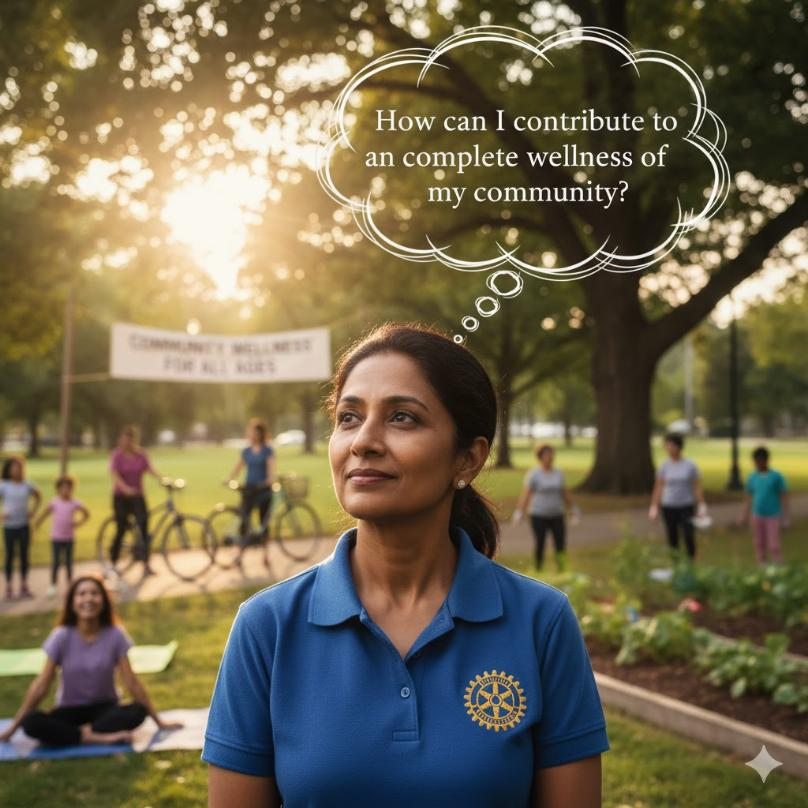 How can I contribute to
an complete wellness of
my community?
COMMUNITY WELLNESS
FOR ALL AGES